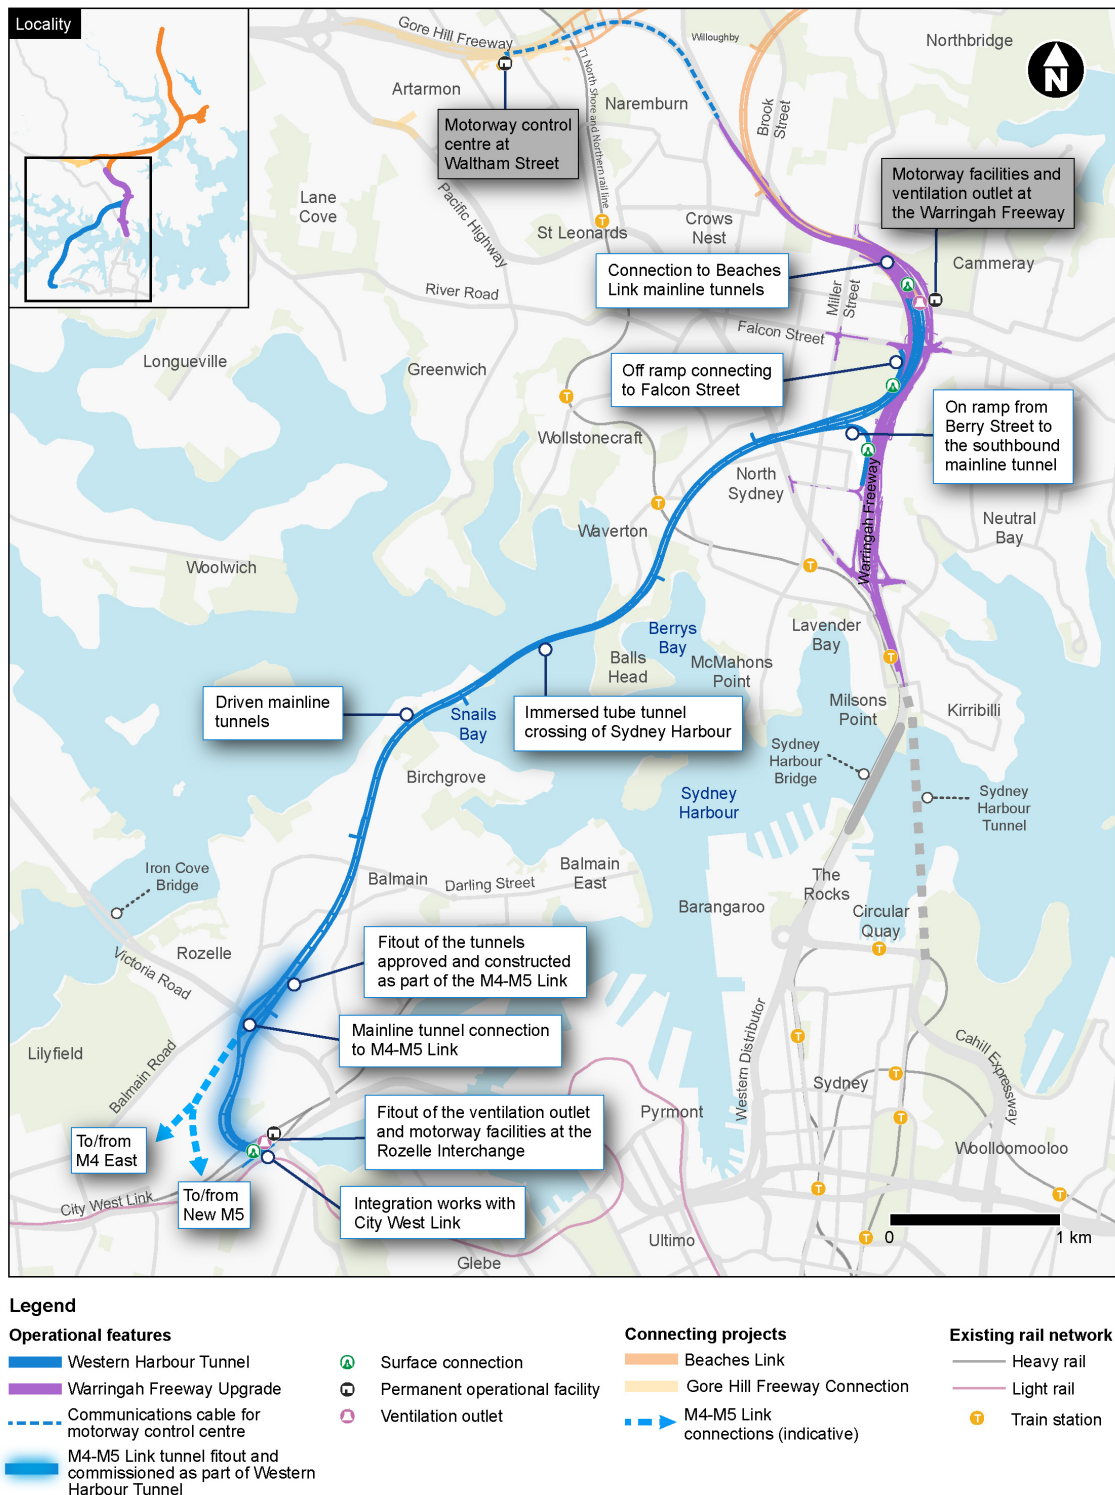 Locality
Gore Hill Freeway
Willoughby
Northbridge
N
Artarmon
T1 North Shore and Northern rail line
Naremburn
Brook
Street
Motorway control
centre at
Waltham Street
Motorway facilities and
ventilation outlet at
the Warringah Freeway
Lane
Cove
Pacific Highway
T
St Leonards
Crows
Nest
Cammeray
Connection to Beaches
Link mainline tunnels
River Road
Miller
Street
Falcon Street
Longueville
Greenwich
Off ramp connecting
to Falcon Street
T
On ramp from
Berry Street to
the southbound
mainline tunnel
Wollstonecraft
North
Sydney
T
Waverton
Warringah Freeway
Neutral
Bay
Woolwich
T
Berrys
Bay
Lavender
Bay
Balls
Head
McMahons
Point
T
Driven mainline
tunnels
Snails
Bay
Immersed tube tunnel
crossing of Sydney Harbour
Milsons
Point
Kirribilli
Sydney
Harbour
Bridge
Birchgrove
Sydney
Harbour
Sydney
Harbour
Tunnel
Iron Cove
Bridge
Balmain
Darling Street
Balmain
East
The
Rocks
Barangaroo
Circular
Quay
T
Victoria Road
Rozelle
Fitout of the tunnels
approved and constructed
as part of the M4-M5 Link
Mainline tunnel connection
to M4-M5 Link
Western Distributor
T
Cahill Expressway
Lilyfield
Balmain Road
T
Sydney
Fitout of the ventilation outlet
and motorway facilities at the
Rozelle Interchange
Pyrmont
T
To/from
M4 East
Woolloomooloo
To/from
New M5
City West Link
Integration works with
City West Link
T
T
Ultimo
T
0
1 km
Glebe
Legend
Operational features
Western Harbour Tunnel
Warringah Freeway Upgrade
Communications cable for
motorway control centre
M4-M5 Link tunnel fitout and
commissioned as part of Western
Harbour Tunnel
Surface connection
Permanent operational facility
Ventilation outlet
Connecting projects
Beaches Link
Gore Hill Freeway Connection
M4-M5 Link
connections (indicative)
Existing rail network
Heavy rail
Light rail
T
Train station